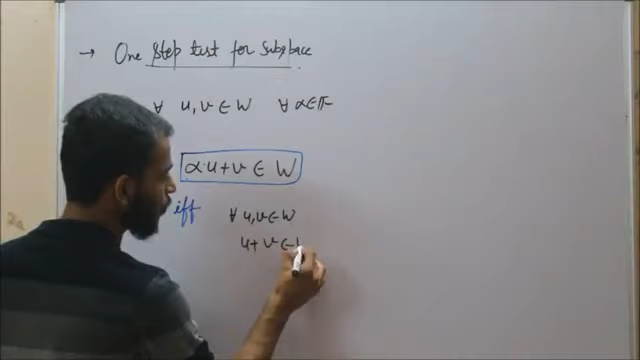 → One step test for subspace
∀ u, v ∈ W ∀ α ∈ F
α·u + v ∈ W
iff ∀ u, v ∈ W
u + v ∈